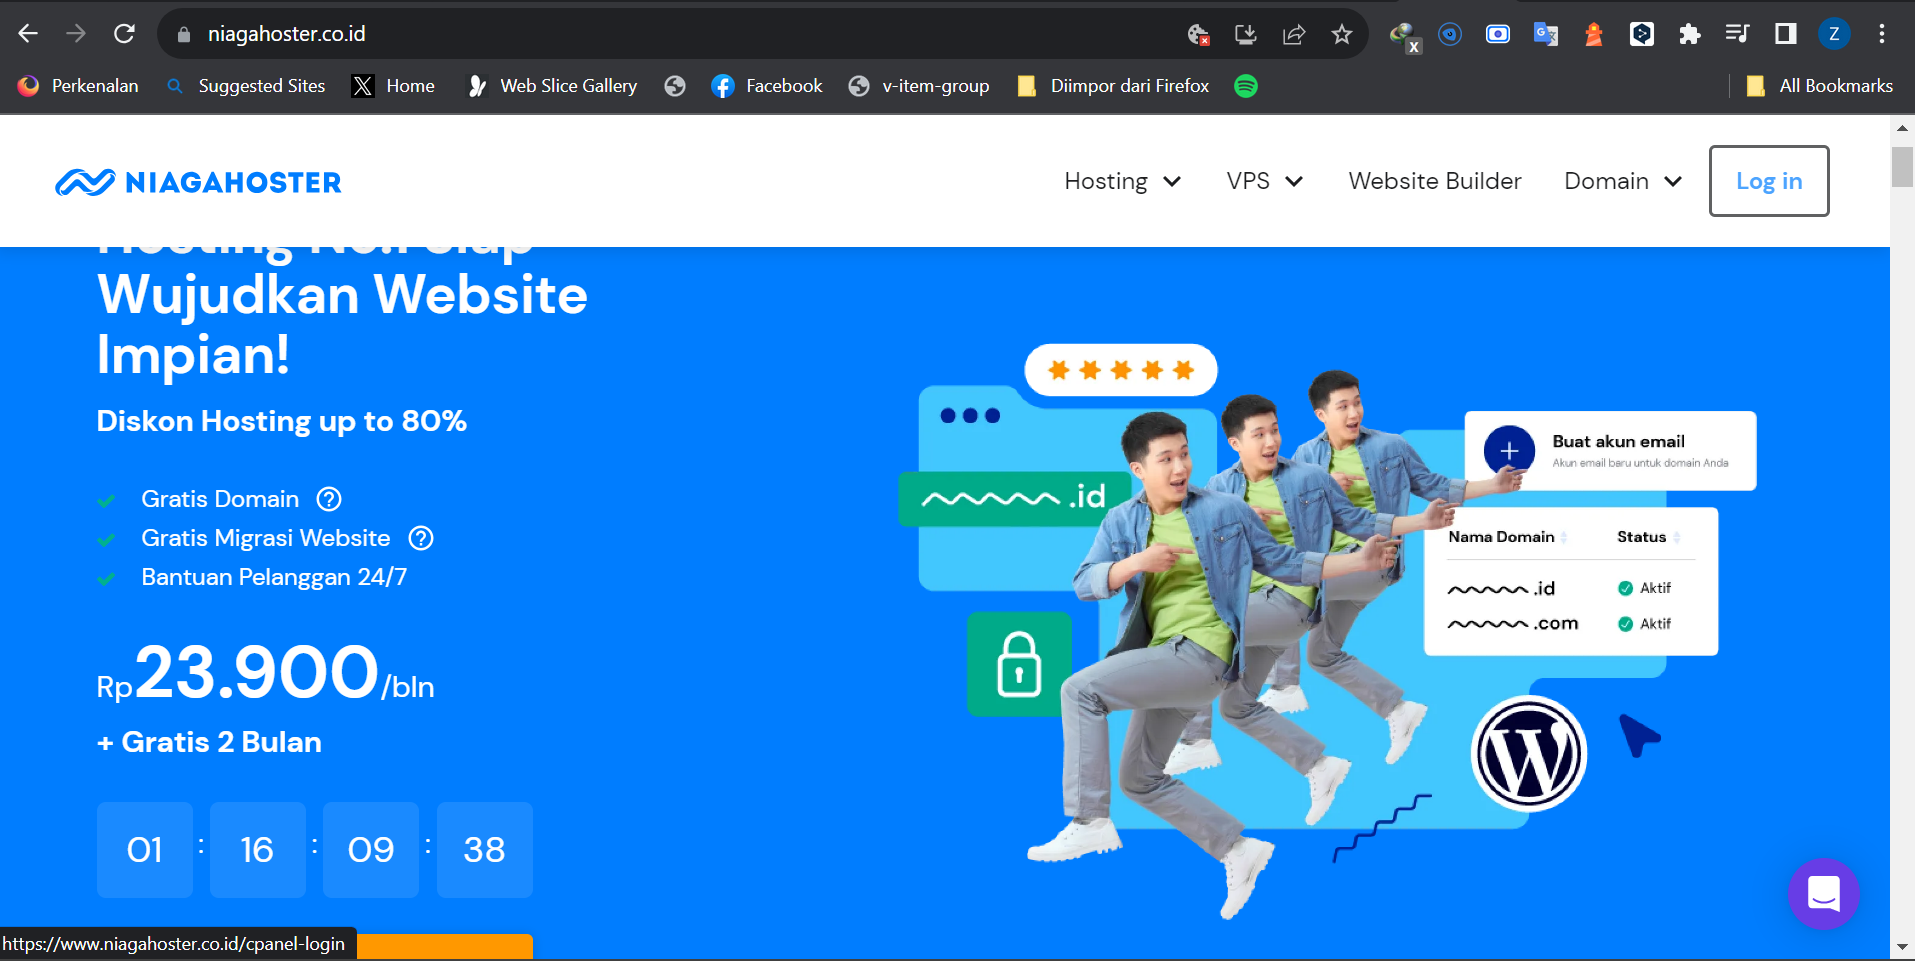 niagahoster.co.id
Z
Perkenalan
Suggested Sites
Home
Web Slice Gallery
Facebook
v-item-group
Diimpor dari Firefox
All Bookmarks
NIAGAHOSTER
Hosting
VPS
Website Builder
Domain
Log in
Hosting No.1 Siap
Wujudkan Website
Impian!
Diskon Hosting up to 80%
Gratis Domain
Gratis Migrasi Website
Bantuan Pelanggan 24/7
Rp23.900/bln
+ Gratis 2 Bulan
01 : 16 : 09 : 38
.id
Buat akun email
Akun email baru untuk domain Anda
Nama Domain Status
.id Aktif
.com Aktif
https://www.niagahoster.co.id/cpanel-login